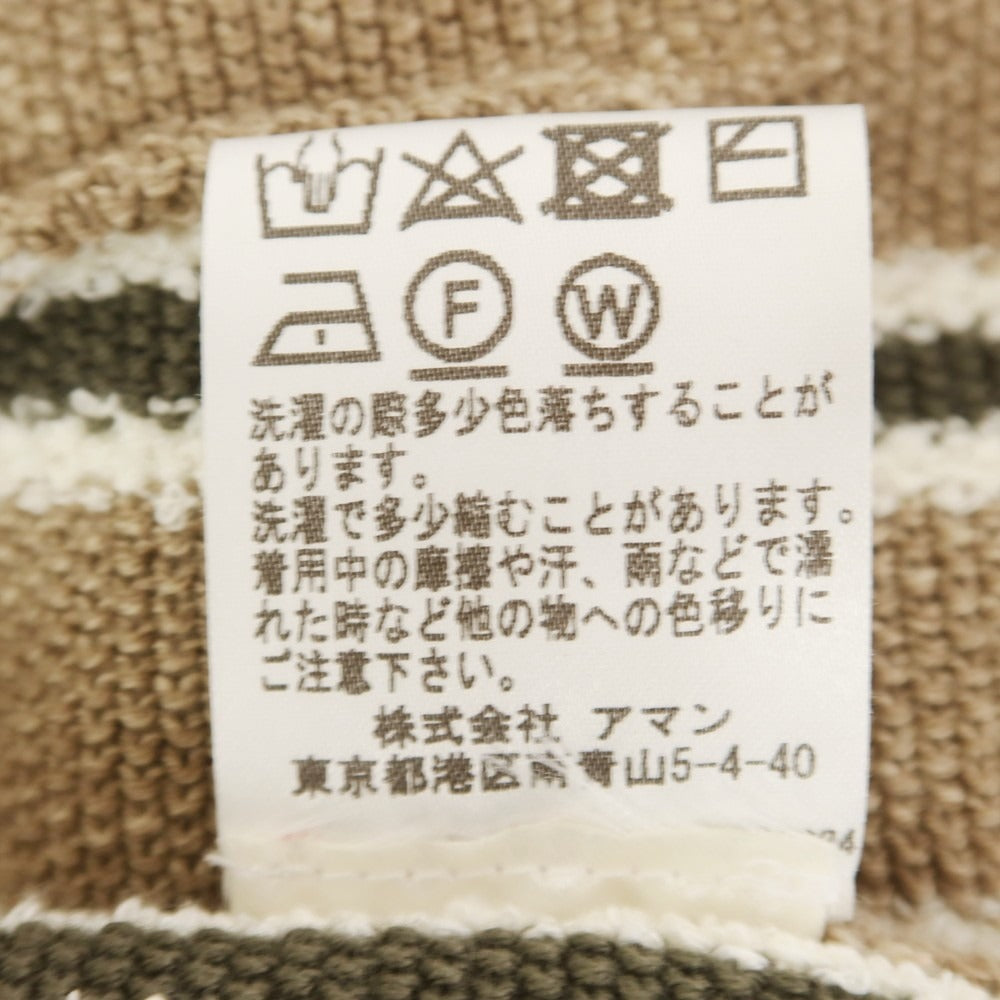 F W
洗濯の際多少色落ちすることが
あります。
洗濯で多少縮むことがあります。
着用中の摩擦や汗、雨などで濡
れた時など他の物への色移りに
ご注意下さい。
株式会社 アマン
東京都港区南青山5-4-40